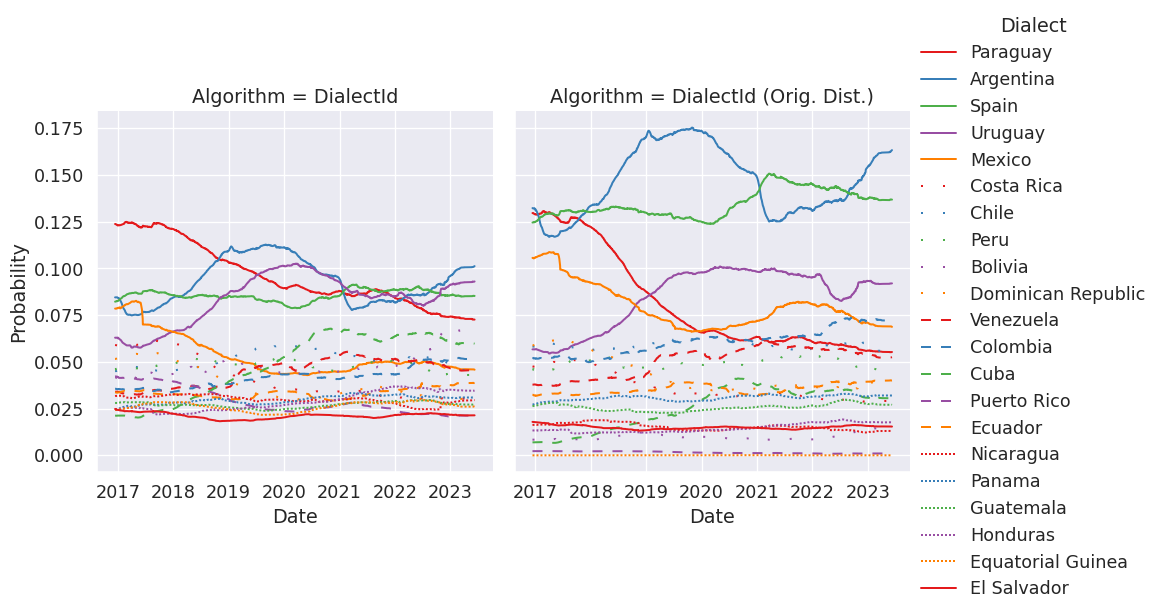 Dialect
Paraguay
Argentina
Spain
Uruguay
Mexico
Costa Rica
Chile
Peru
Bolivia
Dominican Republic
Venezuela
Colombia
Cuba
Puerto Rico
Ecuador
Nicaragua
Panama
Guatemala
Honduras
Equatorial Guinea
El Salvador
Algorithm = DialectId
Algorithm = DialectId (Orig. Dist.)
Probability
0.175
0.150
0.125
0.100
0.075
0.050
0.025
0.000
2017 2018 2019 2020 2021 2022 2023
2017 2018 2019 2020 2021 2022 2023
Date
Date